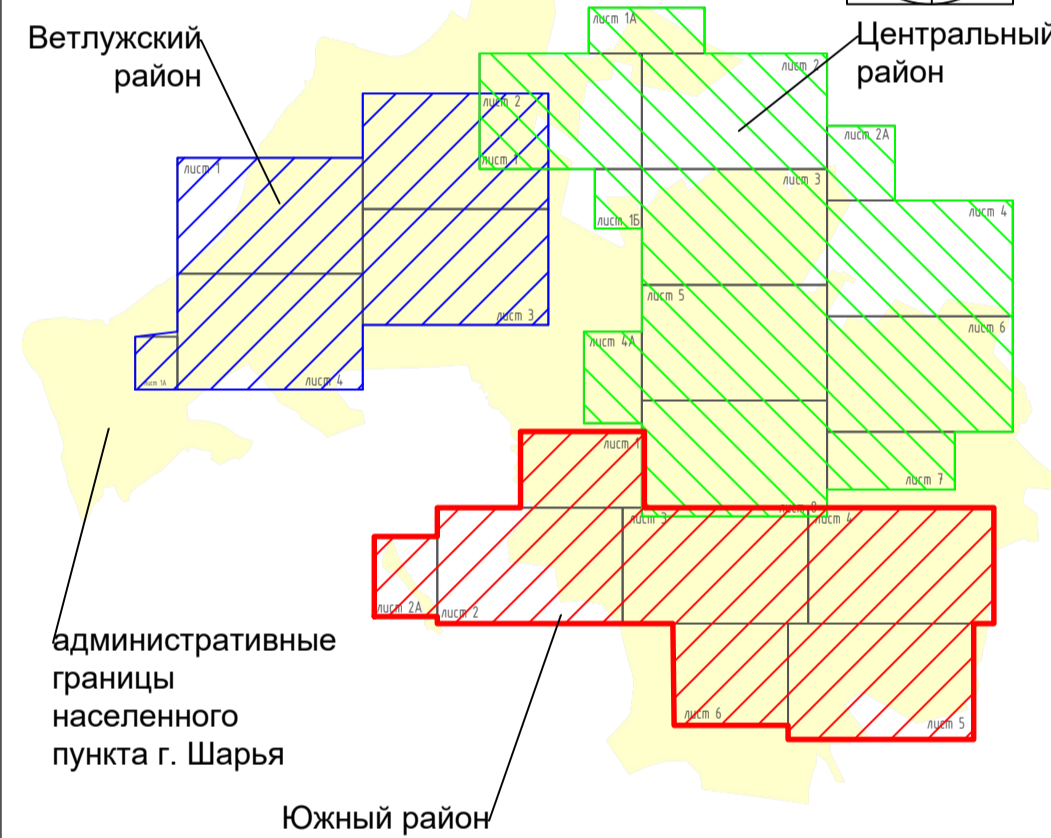 Ветлужский
район
Центральный
район
лист 1А
лист 2
лист 2
лист 1
лист 2А
лист 1
лист 3
лист 1Б
лист 4
лист 5
лист 3
лист 6
лист 4А
лист 1А
лист 4
лист 1
лист 7
лист 3
лист 4
лист 2А
лист 2
лист 6
лист 5
административные
границы
населенного
пункта г. Шарья
Южный район